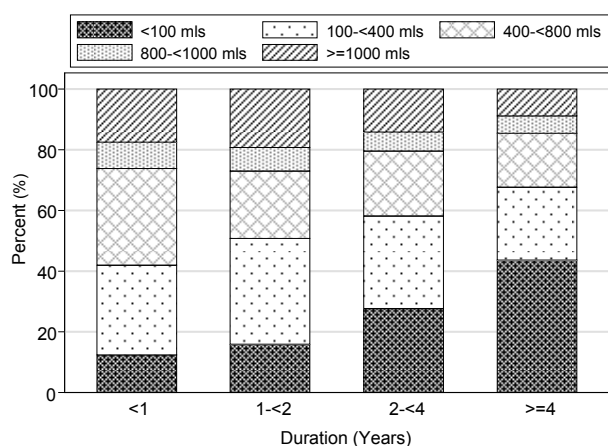 <100 mls 100-<400 mls 400-<800 mls
800-<1000 mls >=1000 mls
100
80
60
40
20
0
Percent (%)
<1 1-<2 2-<4 >=4
Duration (Years)